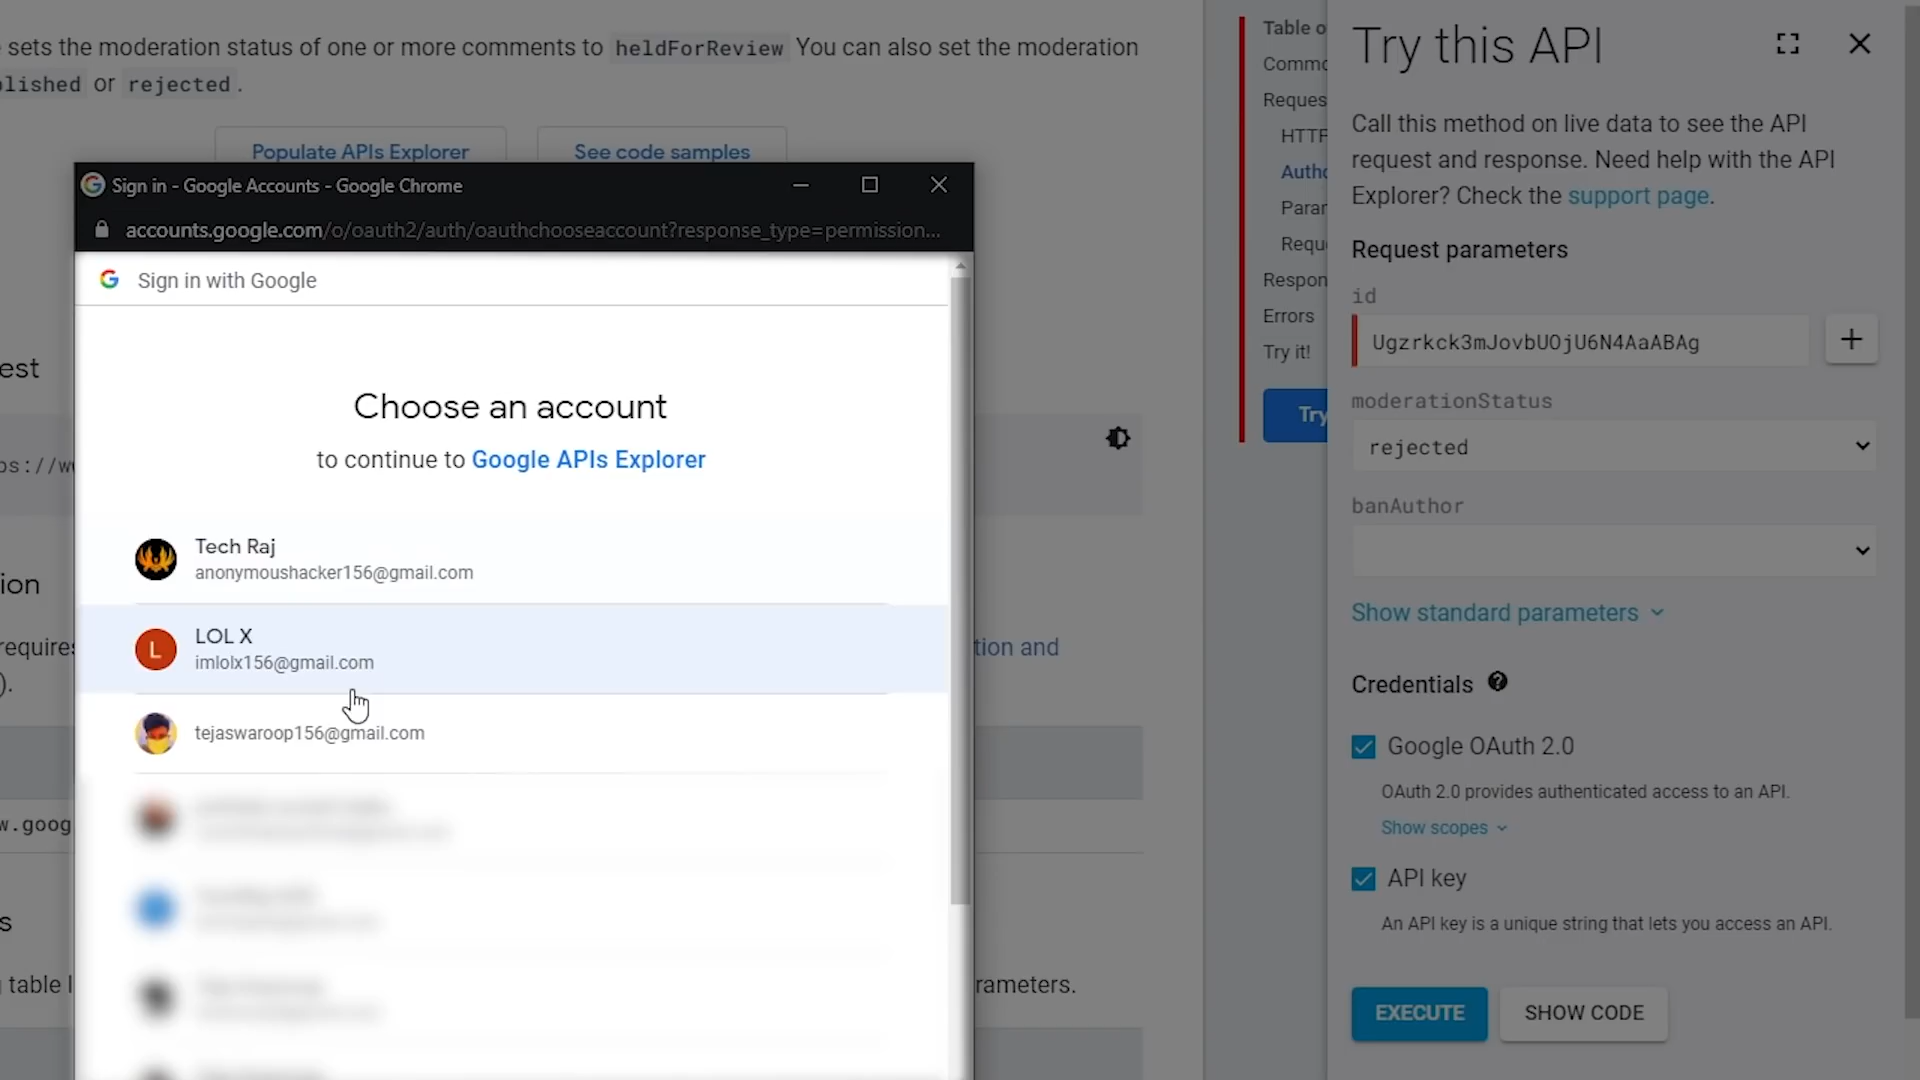 sets the moderation status of one or more comments to heldForReview You can also set the moderation
lished or rejected.
Populate APIs Explorer
See code samples
Sign in - Google Accounts - Google Chrome
accounts.google.com/o/oauth2/auth/oauthchooseaccount?response_type=permission...
Sign in with Google
Choose an account
to continue to Google APIs Explorer
Tech Raj
anonymoushacker156@gmail.com
L
LOL X
imlolx156@gmail.com
tejaswaroop156@gmail.com
est
ps://w
ion
requires
tion and
).
w.goog
s
table l
rameters.
Table o
Commo
Reques
HTTP
Autho
Parar
Requ
Respon
Errors
Try it!
Try
Try this API
Call this method on live data to see the API
request and response. Need help with the API
Explorer? Check the support page.
Request parameters
id
Ugzrkck3mJovbUOjU6N4AaABAg
+
moderationStatus
rejected
banAuthor
Show standard parameters
Credentials
Google OAuth 2.0
OAuth 2.0 provides authenticated access to an API.
Show scopes
API key
An API key is a unique string that lets you access an API.
EXECUTE
SHOW CODE